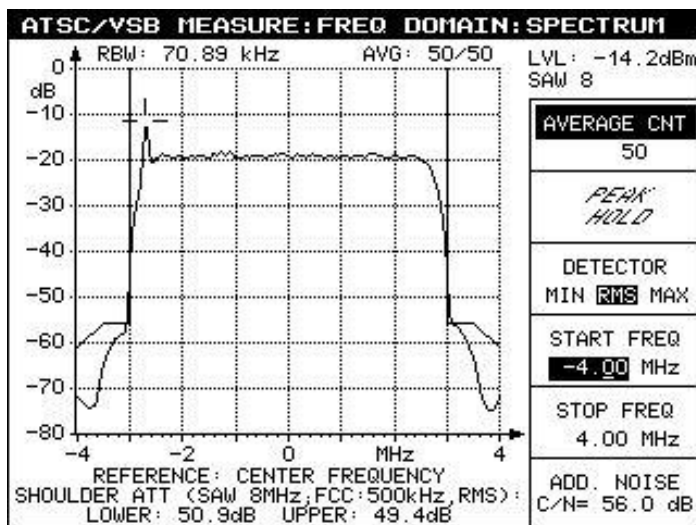 ATSC/VSB MEASURE:FREQ DOMAIN:SPECTRUM
RBW: 70.89 kHz AVG: 50/50
LVL: -14.2dBm
SAW 8
0
dB
-10
-20
-30
-40
-50
-60
-70
-80
-4 -2 0 MHz 4
REFERENCE: CENTER FREQUENCY
SHOULDER ATT (SAW 8MHz,FCC:500kHz,RMS):
LOWER: 50.9dB UPPER: 49.4dB
AVERAGE CNT
50
PEAK
HOLD
DETECTOR
MIN RMS MAX
START FREQ
-4.00 MHz
STOP FREQ
4.00 MHz
ADD. NOISE
C/N= 56.0 dB